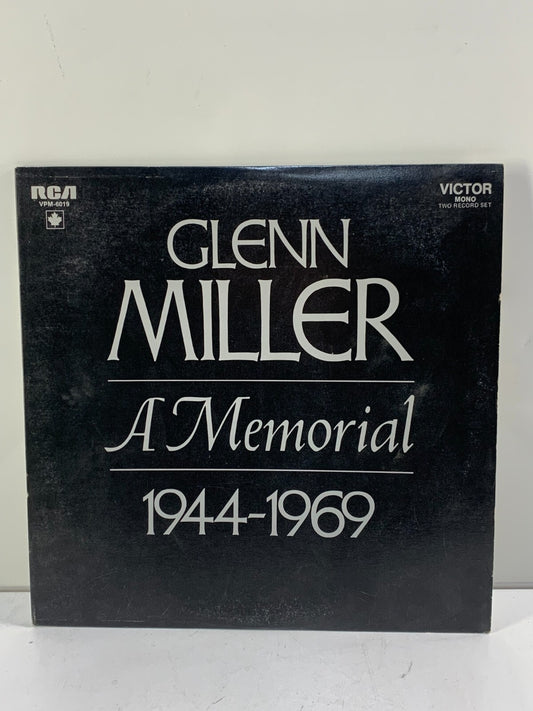 RCA
VPM-6019
VICTOR
MONO
TWO RECORD SET
GLENN
MILLER
A Memorial
1944-1969